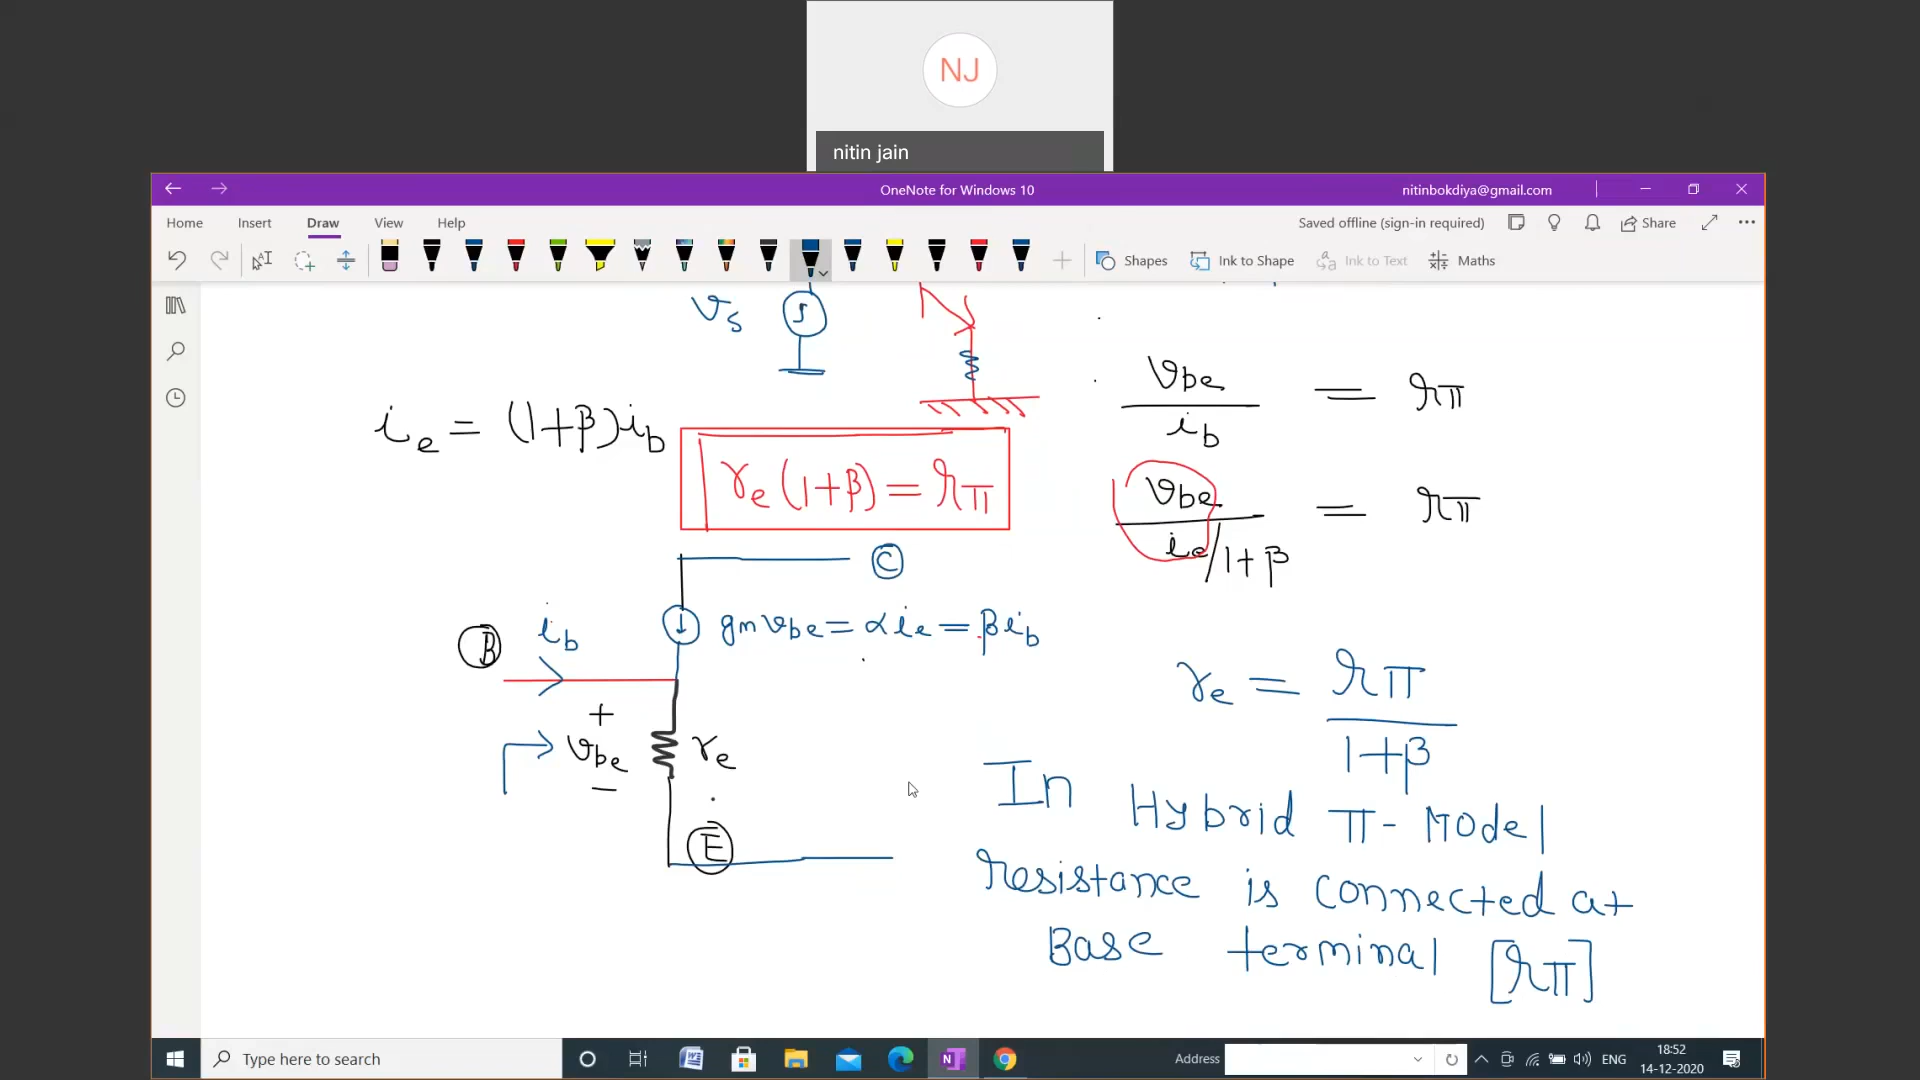 NJ
nitin jain
OneNote for Windows 10
nitinbokdiya@gmail.com
Home Insert Draw View Help
Saved offline (sign-in required)
Share
Shapes
Ink to Shape
Ink to Text
Maths
vs
vbe / ib = rπ
ie = (1+β)ib
re(1+β) = rπ
vbe / ie/1+β = rπ
C
B
ib
gmvbe = αie = βib
+
vbe
−
re
E
re = rπ / 1+β
In Hybrid π-Model
resistance is connected at
Base terminal [rπ]
Type here to search
Address
ENG
18:52
14-12-2020